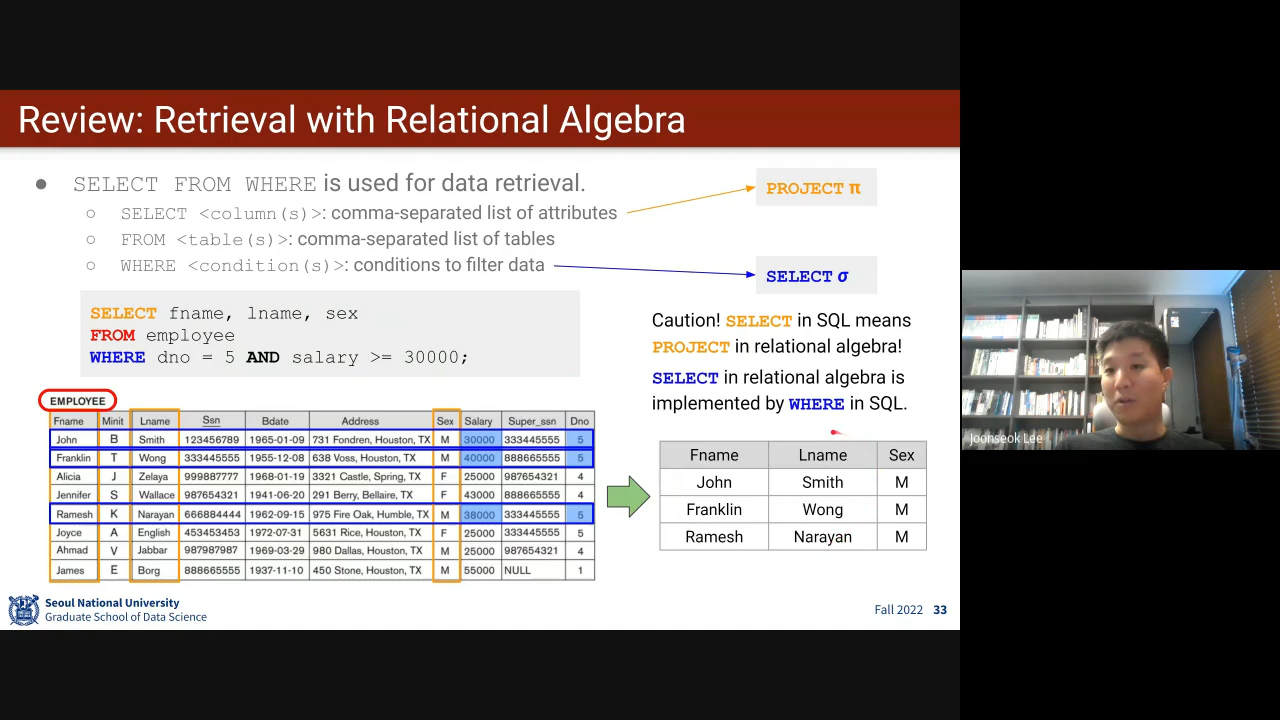 Review: Retrieval with Relational Algebra
● SELECT FROM WHERE is used for data retrieval.
○ SELECT <column(s)>: comma-separated list of attributes
○ FROM <table(s)>: comma-separated list of tables
○ WHERE <condition(s)>: conditions to filter data
PROJECT π
SELECT σ
SELECT fname, lname, sex
FROM employee
WHERE dno = 5 AND salary >= 30000;
Caution! SELECT in SQL means
PROJECT in relational algebra!
SELECT in relational algebra is
implemented by WHERE in SQL.
EMPLOYEE
Fname Minit Lname Ssn Bdate Address Sex Salary Super_ssn Dno
John B Smith 123456789 1965-01-09 731 Fondren, Houston, TX M 30000 333445555 5
Franklin T Wong 333445555 1955-12-08 638 Voss, Houston, TX M 40000 888665555 5
Alicia J Zelaya 999887777 1968-01-19 3321 Castle, Spring, TX F 25000 987654321 4
Jennifer S Wallace 987654321 1941-06-20 291 Berry, Bellaire, TX F 43000 888665555 4
Ramesh K Narayan 666884444 1962-09-15 975 Fire Oak, Humble, TX M 38000 333445555 5
Joyce A English 453453453 1972-07-31 5631 Rice, Houston, TX F 25000 333445555 5
Ahmad V Jabbar 987987987 1969-03-29 980 Dallas, Houston, TX M 25000 987654321 4
James E Borg 888665555 1937-11-10 450 Stone, Houston, TX M 55000 NULL 1
Fname Lname Sex
John Smith M
Franklin Wong M
Ramesh Narayan M
Seoul National University
Graduate School of Data Science
Fall 2022 33
Joonseok Lee